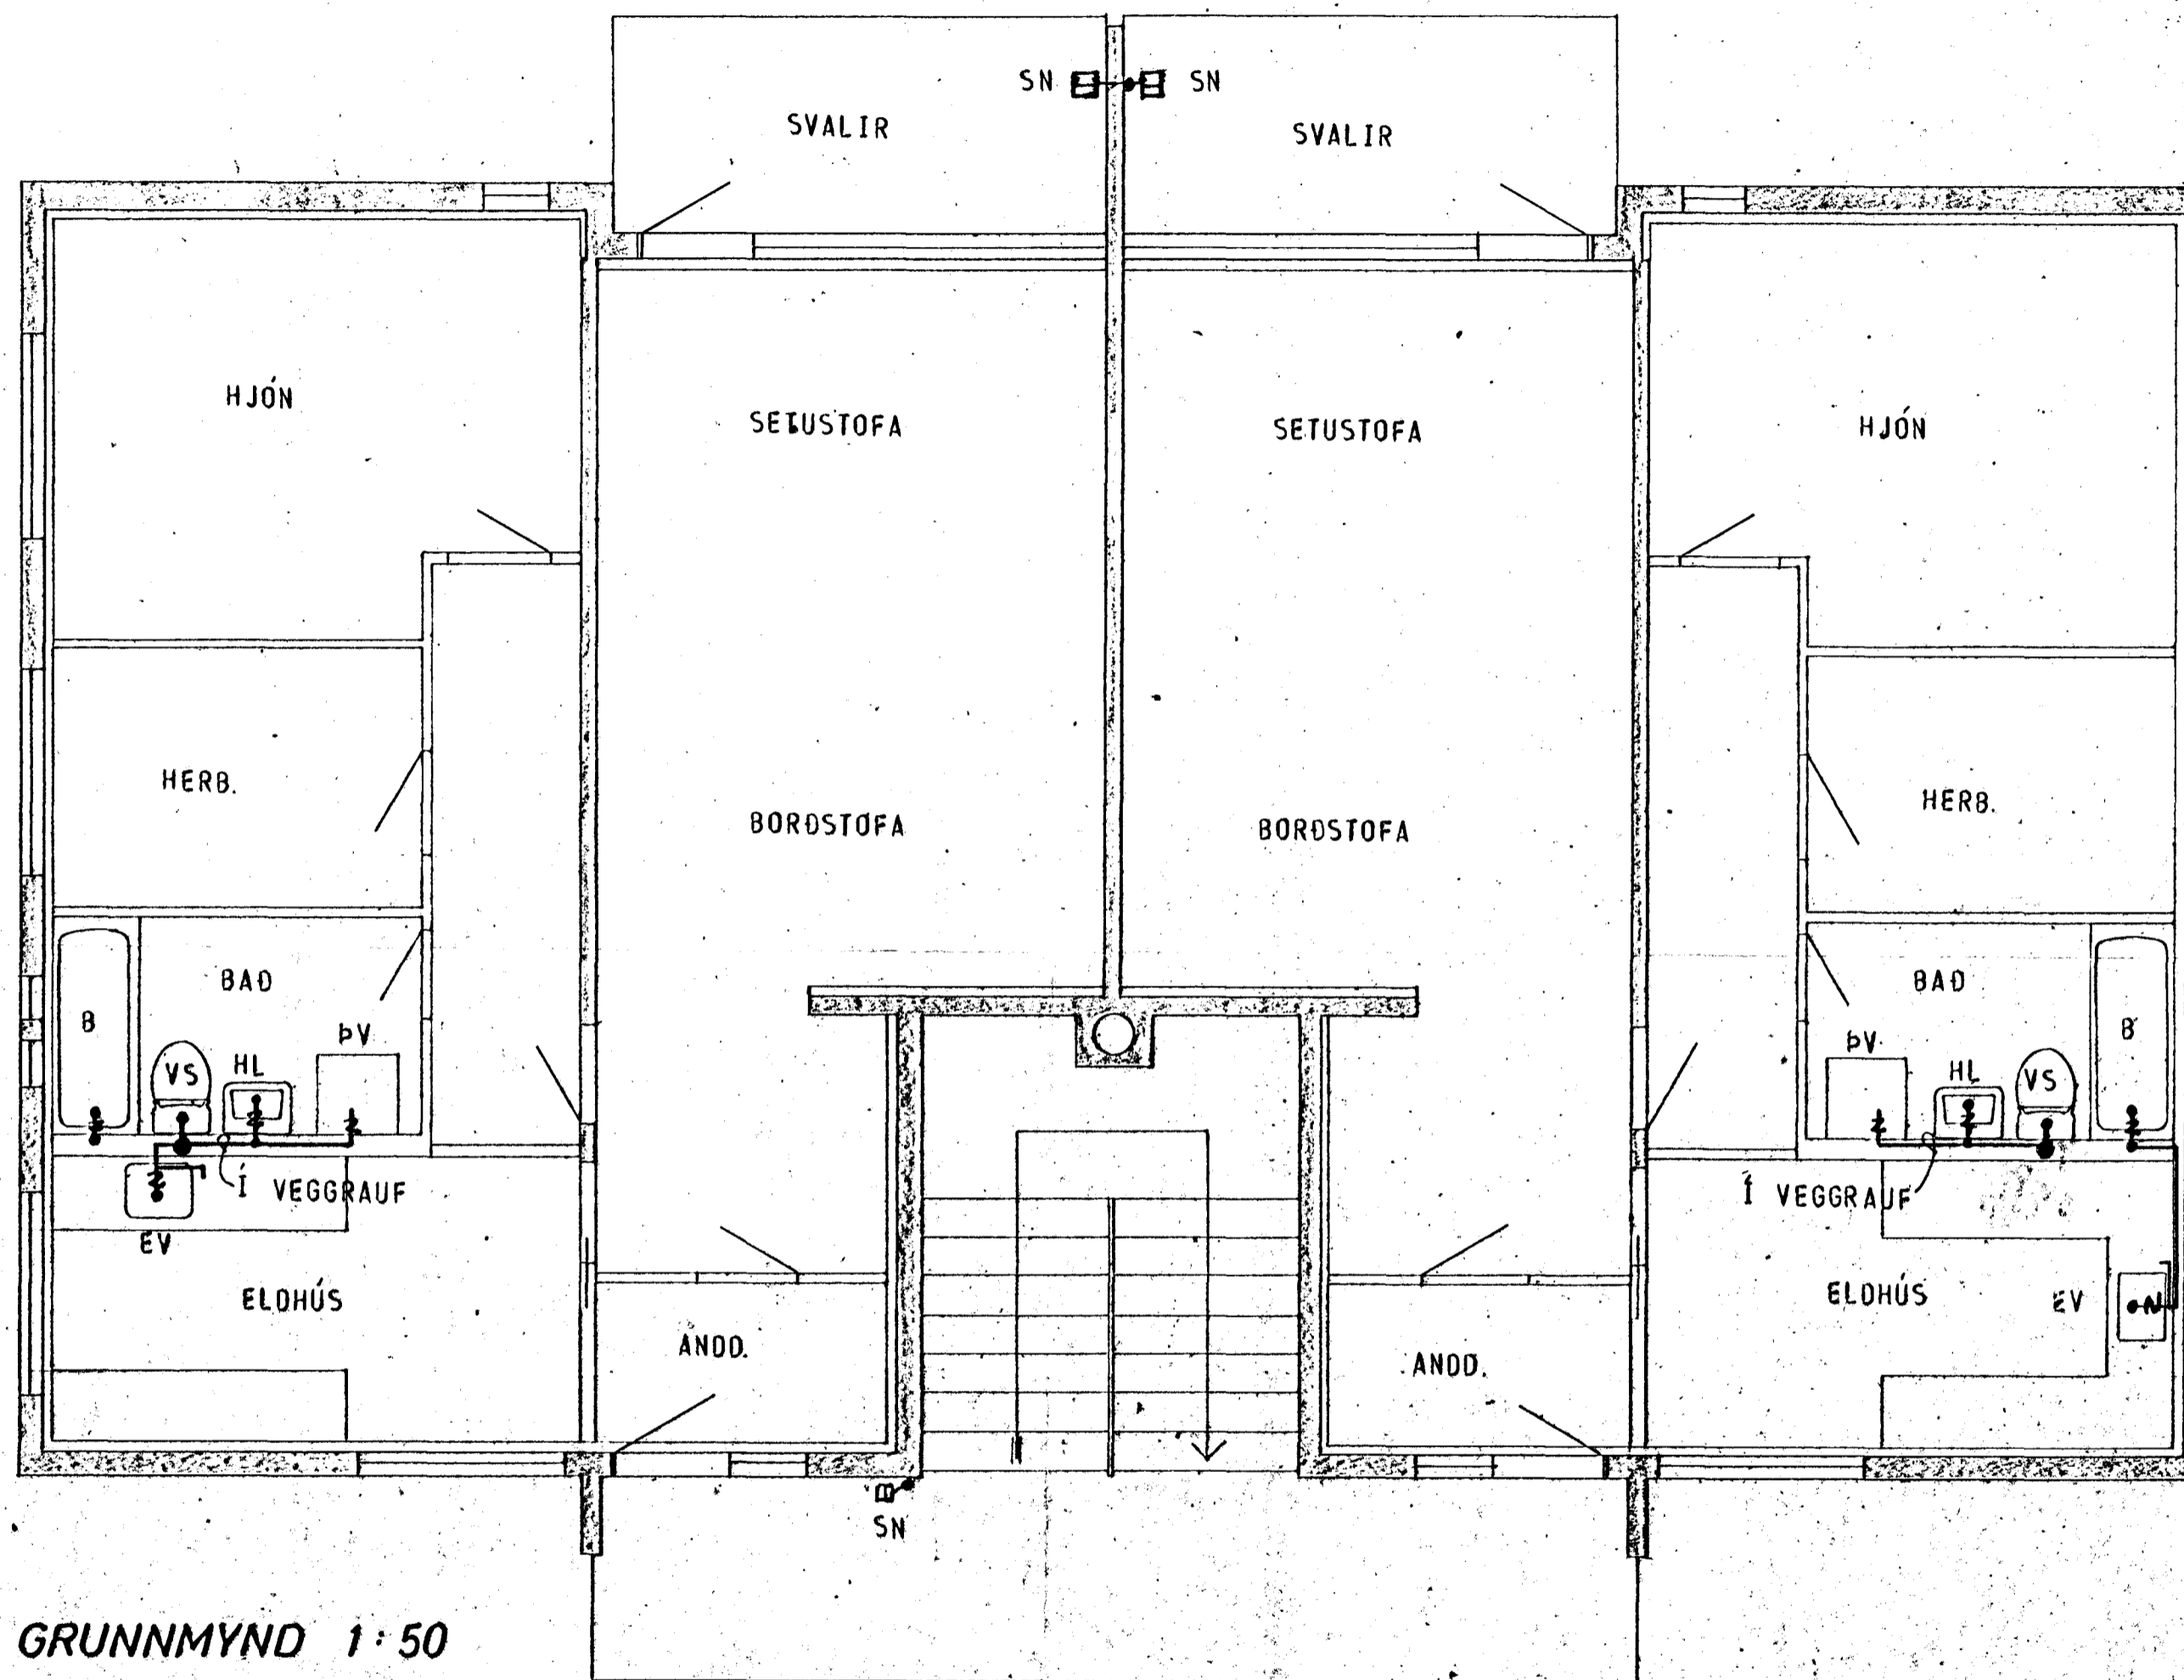 SN SN
SVALIR SVALIR
HJÓN SETUSTOFA SETUSTOFA HJÓN
HERB. BORÐSTOFA BORÐSTOFA HERB.
BAÐ BAÐ
B ÞV ÞV B
VS HL HL VS
Í VEGGRAUF Í VEGGRAUF
EV
ELDHÚS ELDHÚS EV
ANDD. ANDD.
SN
GRUNNMYND 1:50